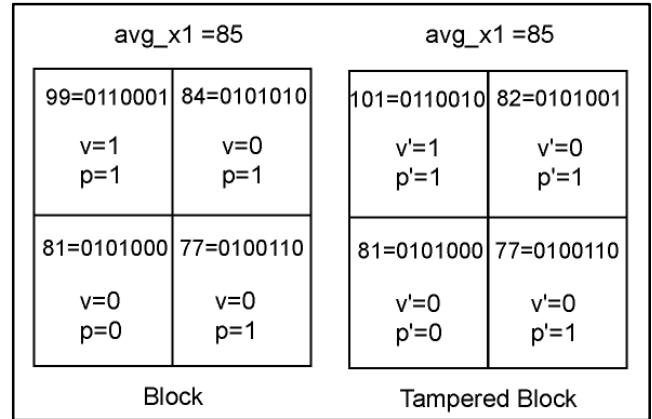 avg_x1 =85
avg_x1 =85
99=0110001
84=0101010
101=0110010
82=0101001
v=1
v=0
v'=1
v'=0
p=1
p=1
p'=1
p'=1
81=0101000
77=0100110
81=0101000
77=0100110
v=0
v=0
v'=0
v'=0
p=0
p=1
p'=0
p'=1
Block
Tampered Block